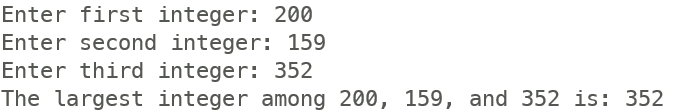 Enter first integer: 200
Enter second integer: 159
Enter third integer: 352
The largest integer among 200, 159, and 352 is: 352